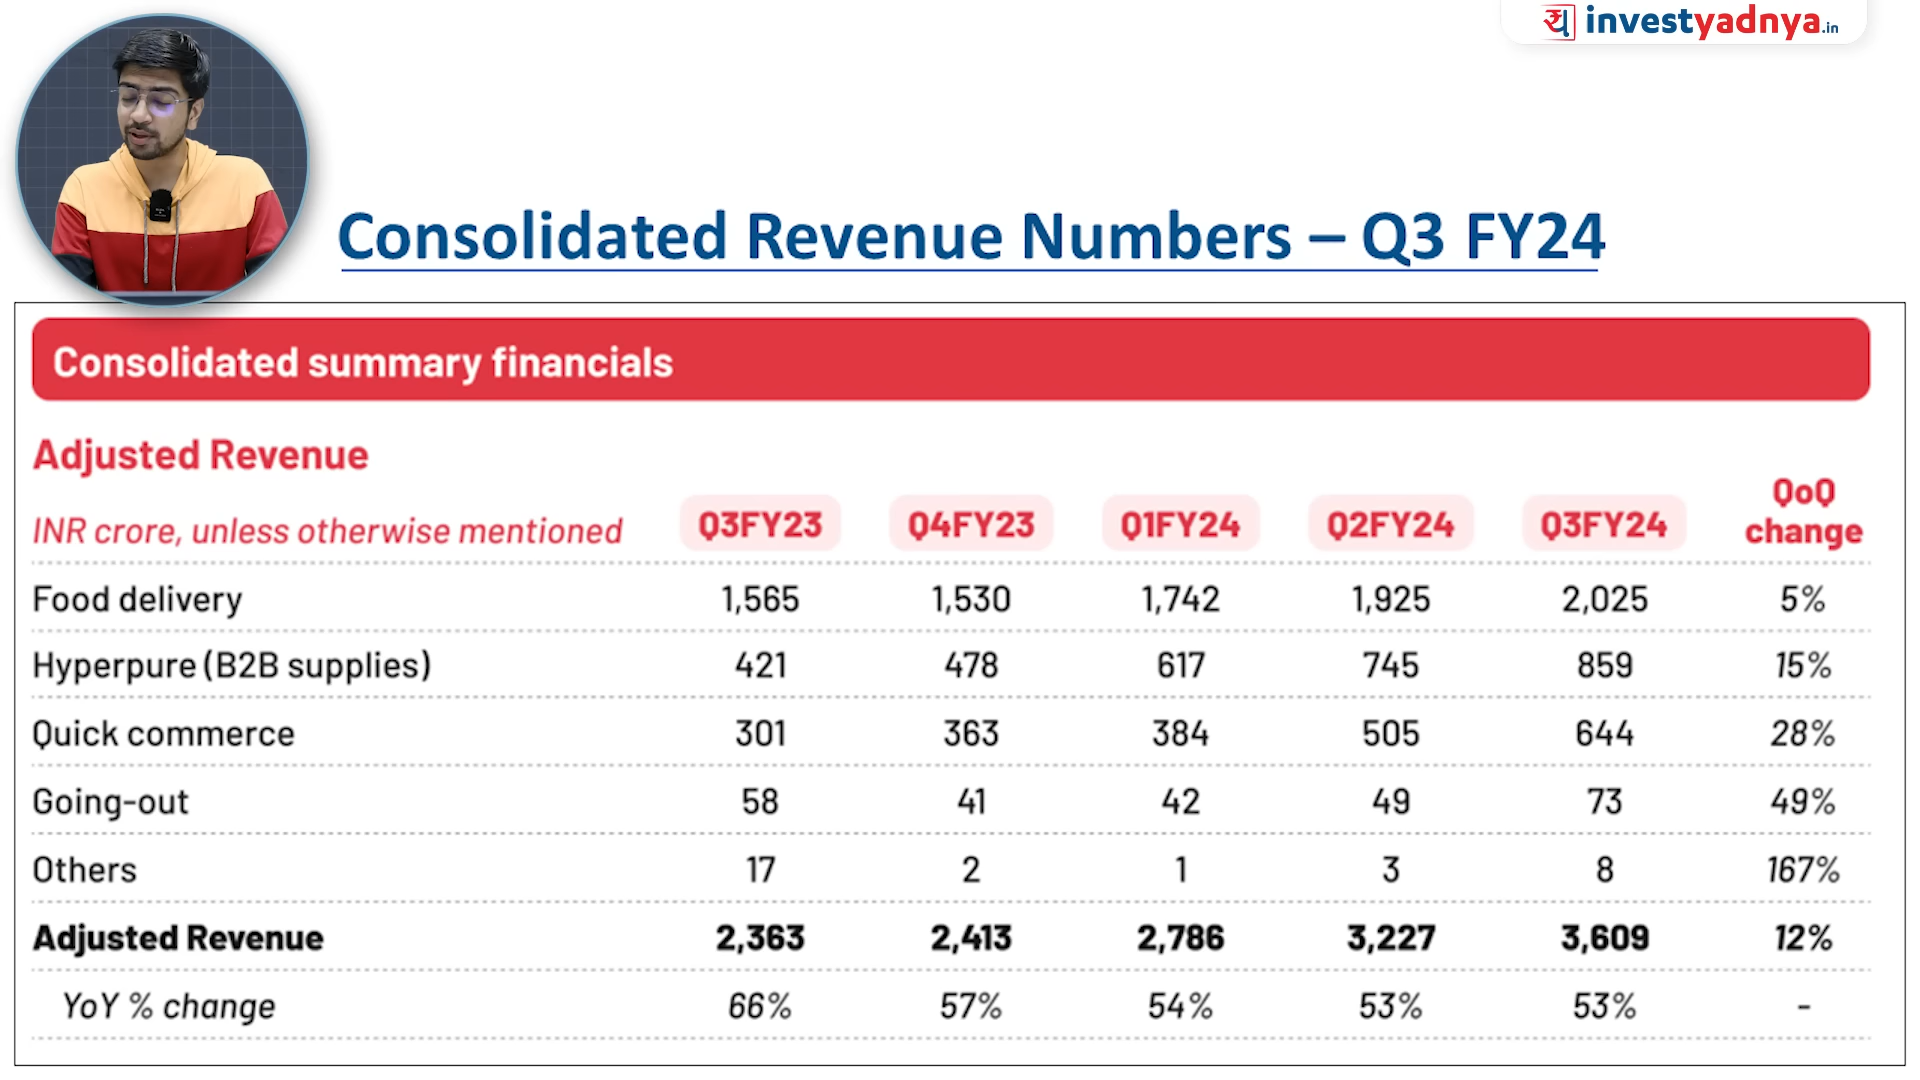 investyadnya.in
Consolidated Revenue Numbers – Q3 FY24
Consolidated summary financials
Adjusted Revenue
INR crore, unless otherwise mentioned Q3FY23 Q4FY23 Q1FY24 Q2FY24 Q3FY24 QoQ change
Food delivery 1,565 1,530 1,742 1,925 2,025 5%
Hyperpure (B2B supplies) 421 478 617 745 859 15%
Quick commerce 301 363 384 505 644 28%
Going-out 58 41 42 49 73 49%
Others 17 2 1 3 8 167%
Adjusted Revenue 2,363 2,413 2,786 3,227 3,609 12%
YoY % change 66% 57% 54% 53% 53% -